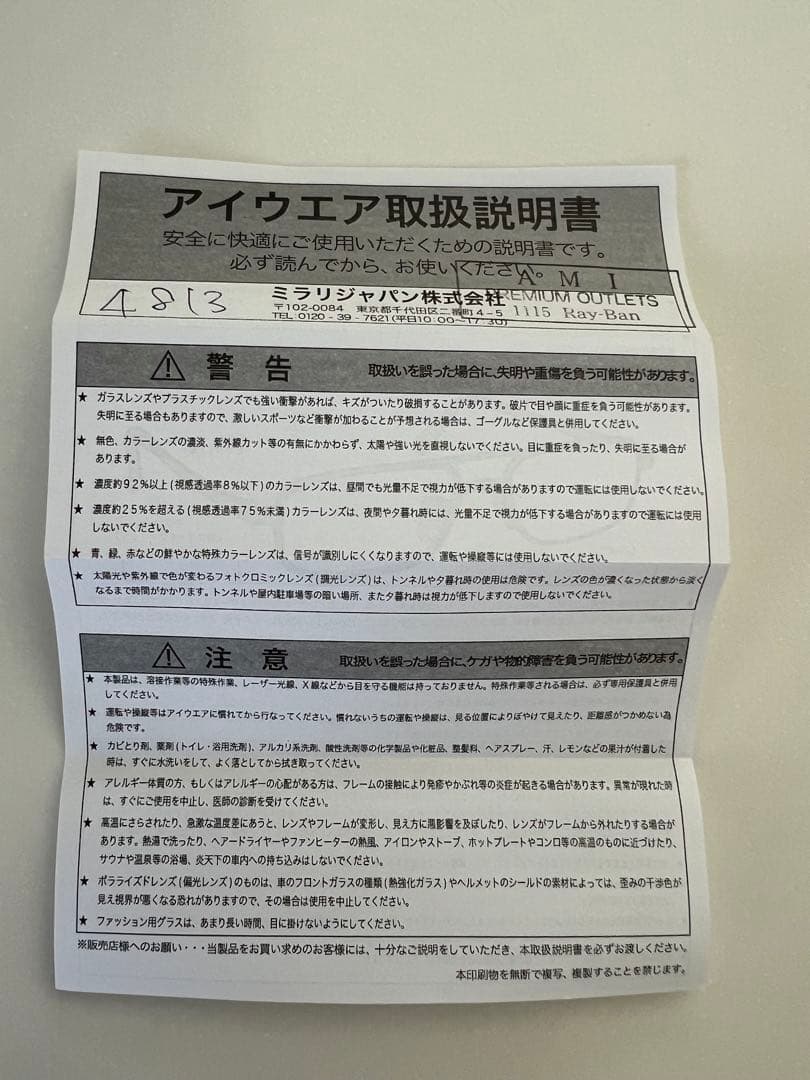 アイウエア取扱説明書
安全に快適にご使用いただくための説明書です。
必ず読んでから、お使いください。
AMI
PREMIUM OUTLETS
1115 Ray-Ban
4813
ミラリジャパン株式会社
〒102-0084 東京都千代田区二番町4-5
TEL:0120-39-7621(平日10:00〜17:30)
警告 取扱いを誤った場合に、失明や重傷を負う可能性があります。
★ ガラスレンズやプラスチックレンズでも強い衝撃があれば、キズがついたり破損することがあります。破片で目や顔に重症を負う可能性があります。
失明に至る場合もありますので、激しいスポーツなど衝撃が加わることが予想される場合は、ゴーグルなど保護具と併用してください。
★ 無色、カラーレンズの濃淡、紫外線カット等の有無にかかわらず、太陽や強い光を直視しないでください。目に重症を負ったり、失明に至る場合が
あります。
★ 濃度約92%以上(視感透過率8%以下)のカラーレンズは、昼間でも光量不足で視力が低下する場合がありますので運転には使用しないでください。
★ 濃度約25%を超える(視感透過率75%未満)カラーレンズは、夜間や夕暮れ時には、光量不足で視力が低下する場合がありますので運転には使用
しないでください。
★ 青、緑、赤などの鮮やかな特殊カラーレンズは、信号が識別しにくくなりますので、運転や操縦等には使用しないでください。
★ 太陽光や紫外線で色が変わるフォトクロミックレンズ(調光レンズ)は、トンネルや夕暮れ時の使用は危険です。レンズの色が濃くなった状態から淡く
なるまで時間がかかります。トンネルや屋内駐車場等の暗い場所、また夕暮れ時は視力が低下しますので使用しないでください。
注意 取扱いを誤った場合に、ケガや物的障害を負う可能性があります。
★ 本製品は、溶接作業等の特殊作業、レーザー光線、X線などから目を守る機能は持っておりません。特殊作業等される場合は、必ず専用保護具と併用
してください。
★ 運転や操縦等はアイウエアに慣れてから行なってください。慣れないうちの運転や操縦は、見る位置によりぼやけて見えたり、距離感がつかめない為
危険です。
★ カビとり剤、薬剤(トイレ・浴用洗剤)、アルカリ系洗剤、酸性洗剤等の化学製品や化粧品、整髪料、ヘアスプレー、汗、レモンなどの果汁が付着した
時は、すぐに水洗いをして、よく落としてから拭き取ってください。
★ アレルギー体質の方、もしくはアレルギーの心配がある方は、フレームの接触により発疹やかぶれ等の炎症が起きる場合があります。異常が現れた時
は、すぐにご使用を中止し、医師の診断を受けてください。
★ 高温にさらされたり、急激な温度差にあうと、レンズやフレームが変形し、見え方に悪影響を及ぼしたり、レンズがフレームから外れたりする場合が
あります。熱湯で洗ったり、ヘアードライヤーやファンヒーターの熱風、アイロンやストーブ、ホットプレートやコンロ等の高温のものに近づけたり、
サウナや温泉等の浴場、炎天下の車内への持ち込みはしないでください。
★ ポラライズドレンズ(偏光レンズ)のものは、車のフロントガラスの種類(熱強化ガラス)やヘルメットのシールドの素材によっては、歪みの干渉色が
見え視界が悪くなる恐れがありますので、その場合は使用を中止してください。
★ ファッション用グラスは、あまり長い時間、目に掛けないようにしてください。
※販売店様へのお願い・・・当製品をお買い求めのお客様には、十分なご説明をしていただき、本取扱説明書を必ずお渡しください。
本印刷物を無断で複写、複製することを禁じます。